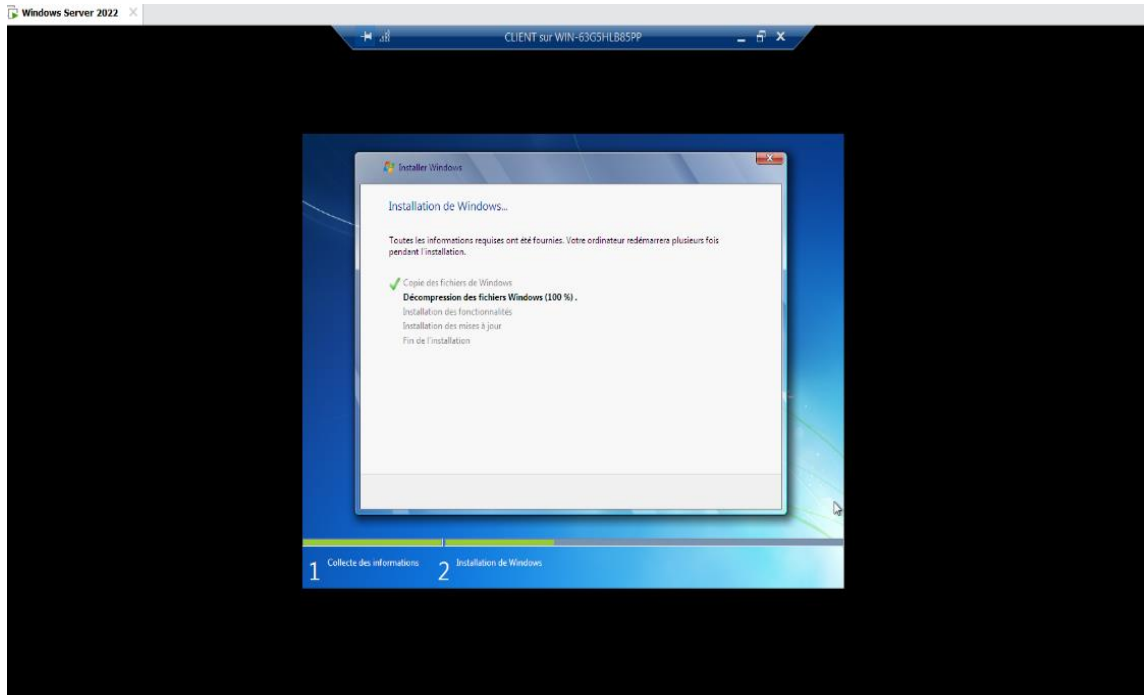 Windows Server 2022
CLIENT sur WIN-63G5HLB85PP
Installer Windows
Installation de Windows...
Toutes les informations requises ont été fournies. Votre ordinateur redémarrera plusieurs fois
pendant l'installation.
Copie des fichiers de Windows
Décompression des fichiers Windows (100 %) .
Installation des fonctionnalités
Installation des mises à jour
Fin de l'installation
1 Collecte des informations 2 Installation de Windows